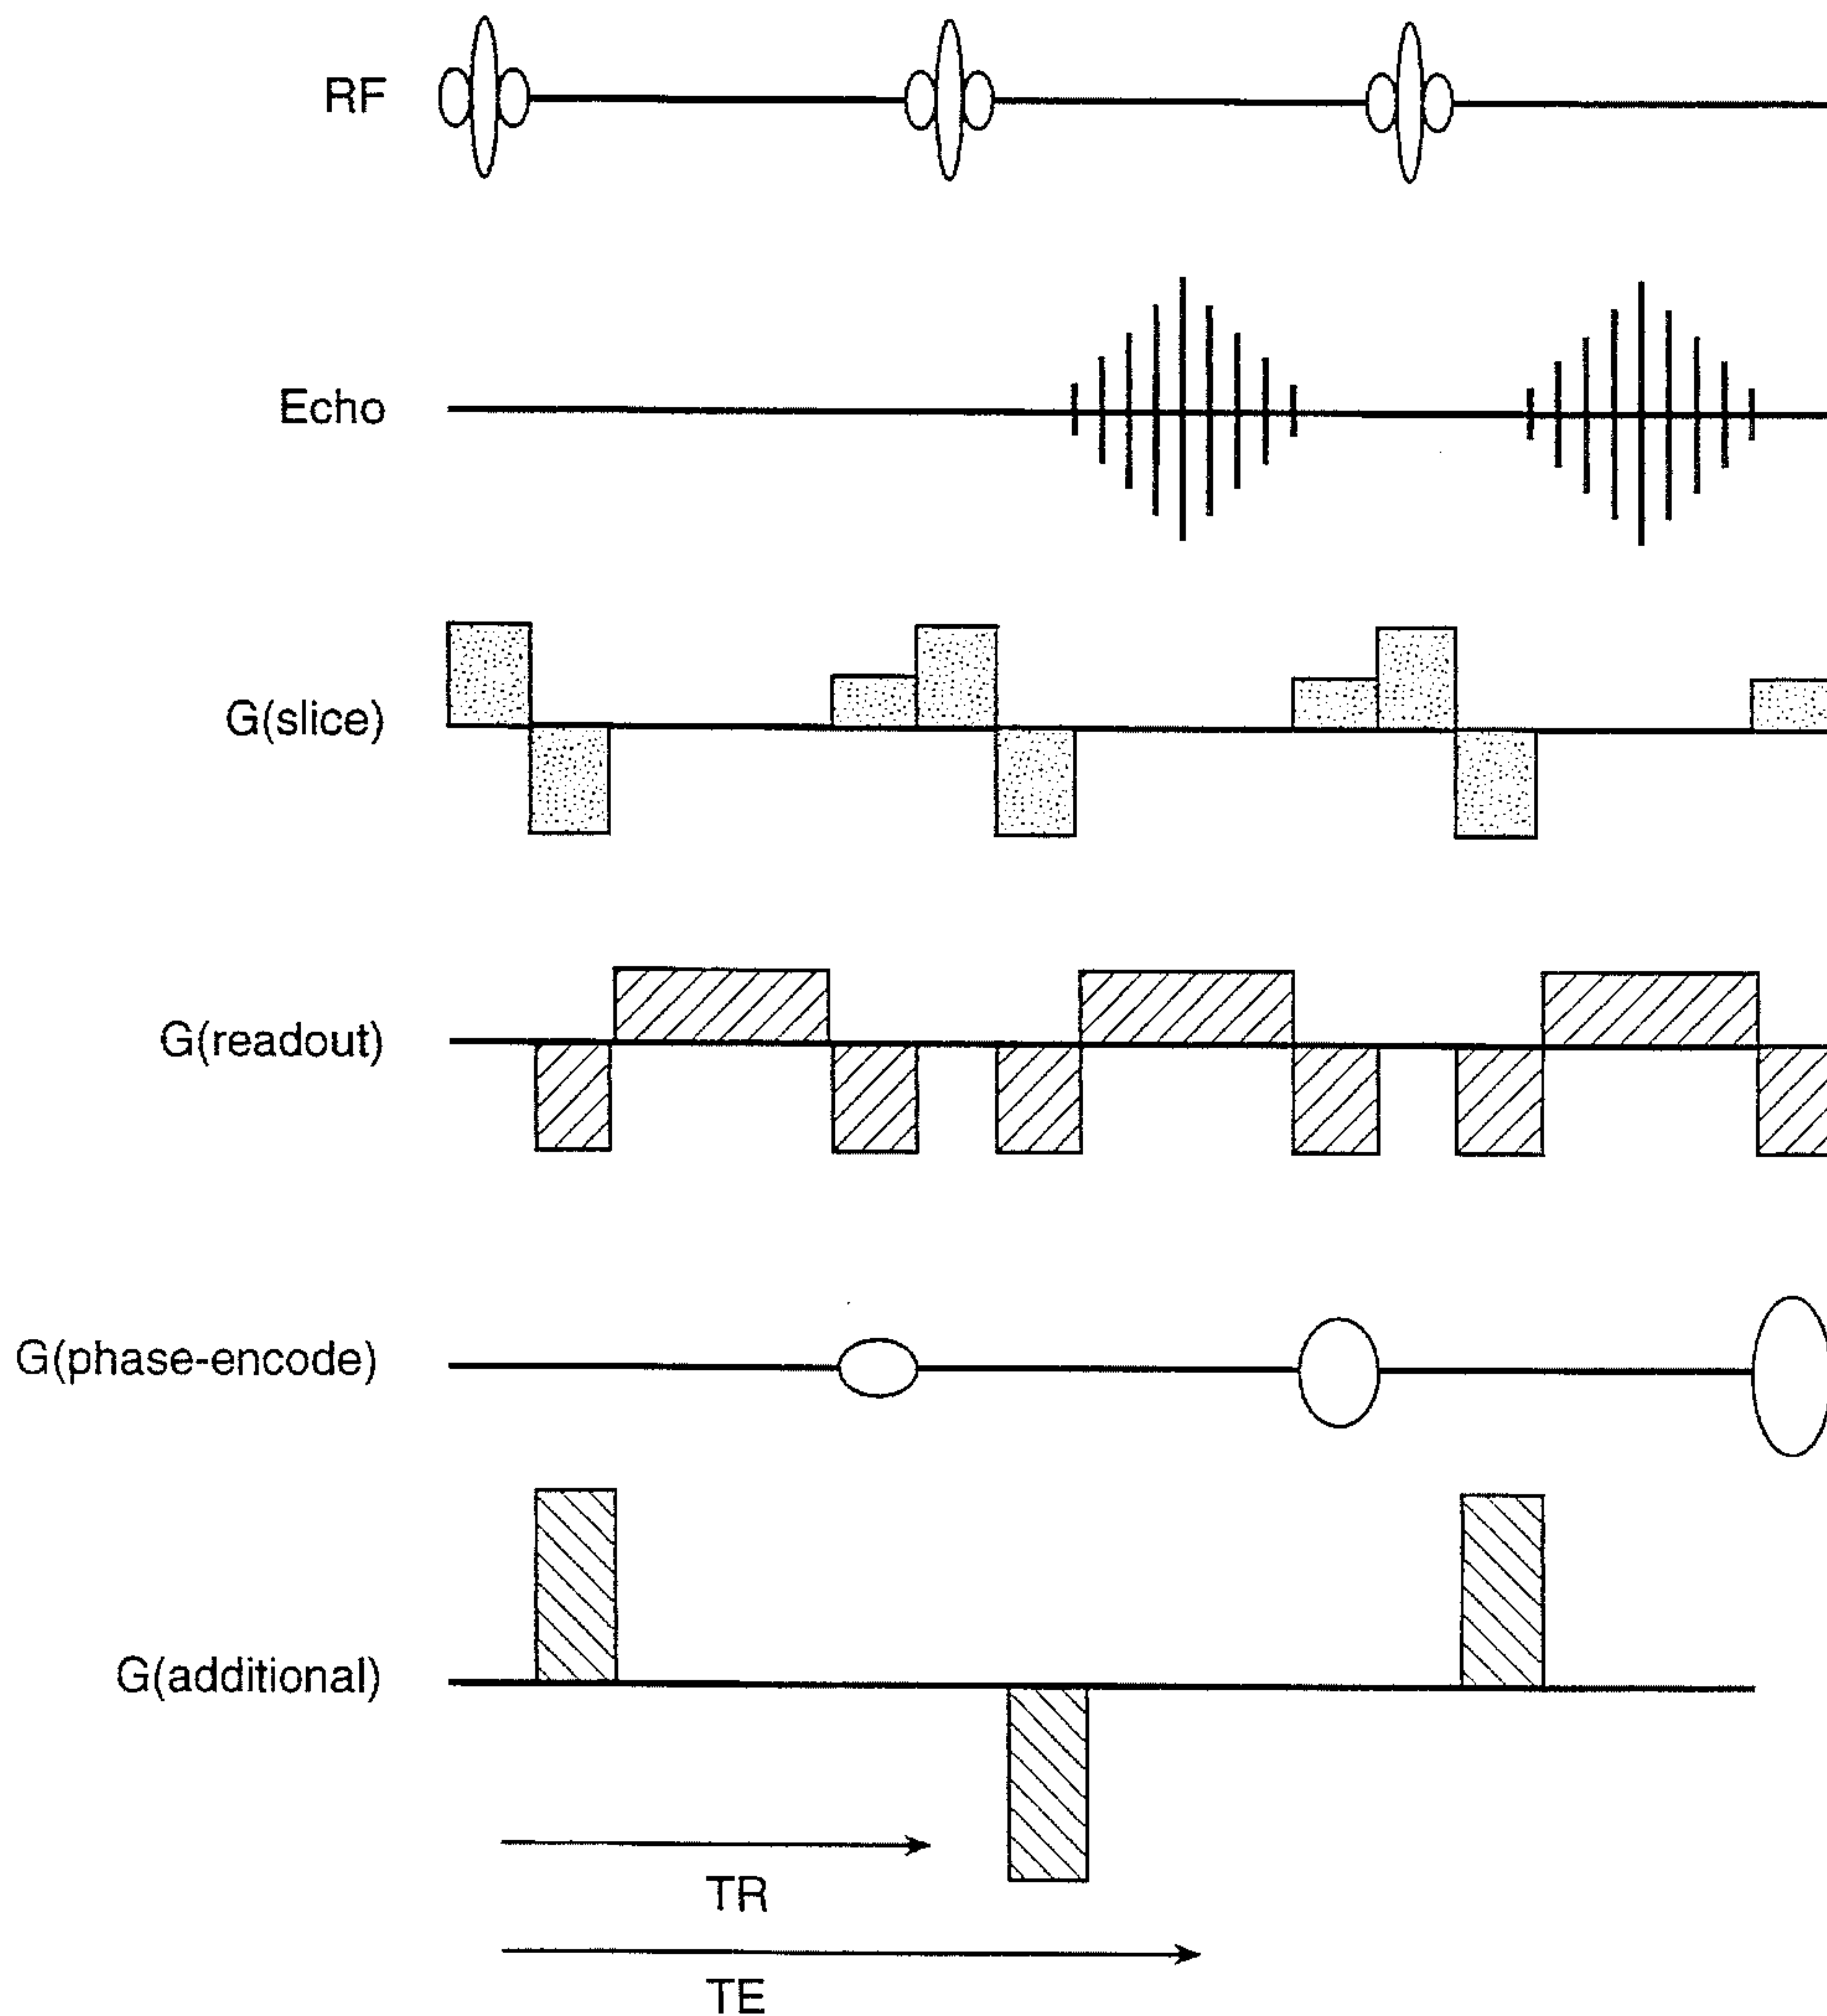 RF
Echo
G(slice)
G(readout)
G(phase-encode)
G(additional)
TR
TE